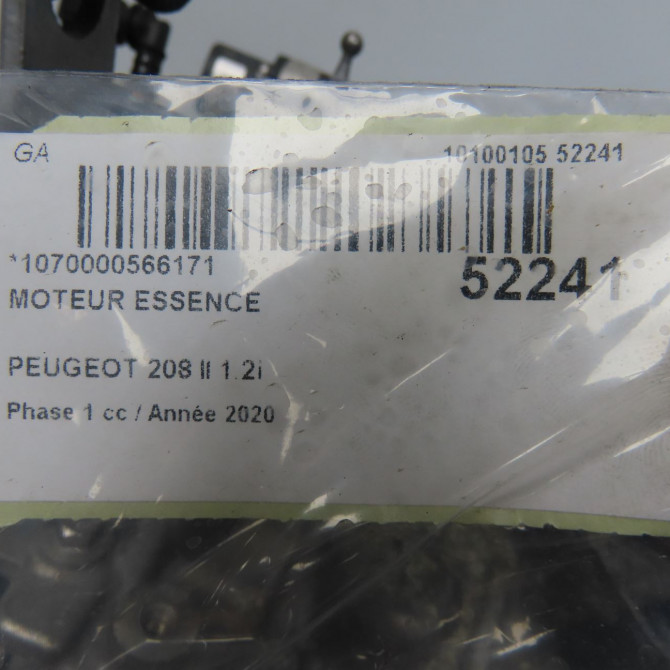 GA 10100105 52241
*1070000566171 52241
MOTEUR ESSENCE
PEUGEOT 208 II 1.2i
Phase 1 cc / Année 2020